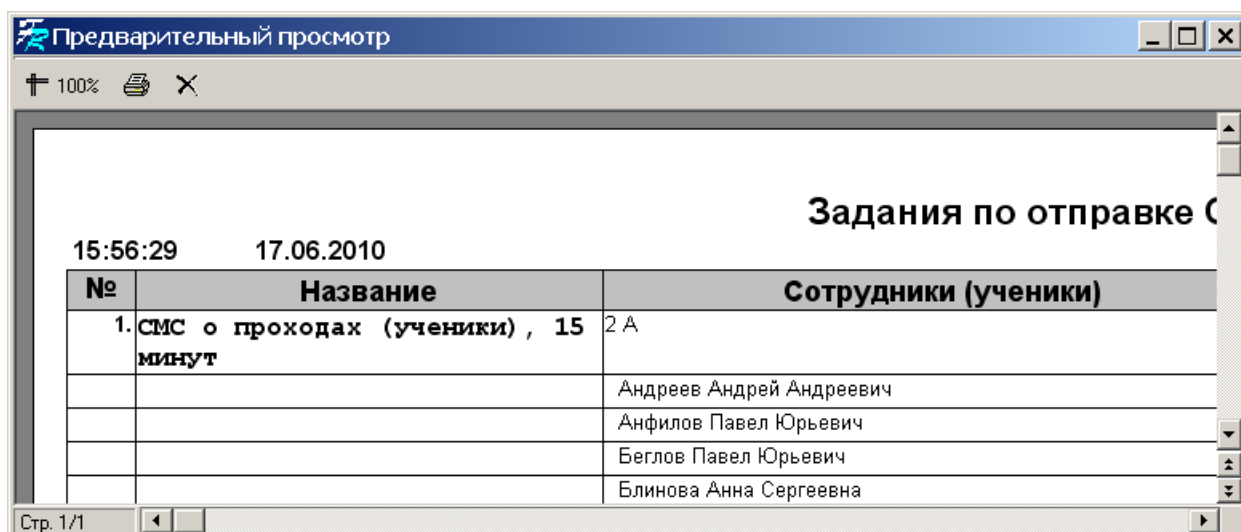 Предварительный просмотр
100%
Задания по отправке
15:56:29 17.06.2010
№ Название Сотрудники (ученики)
1. СМС о проходах (ученики), 15 2 А
минут
Андреев Андрей Андреевич
Анфилов Павел Юрьевич
Беглов Павел Юрьевич
Блинова Анна Сергеевна
Стр. 1/1